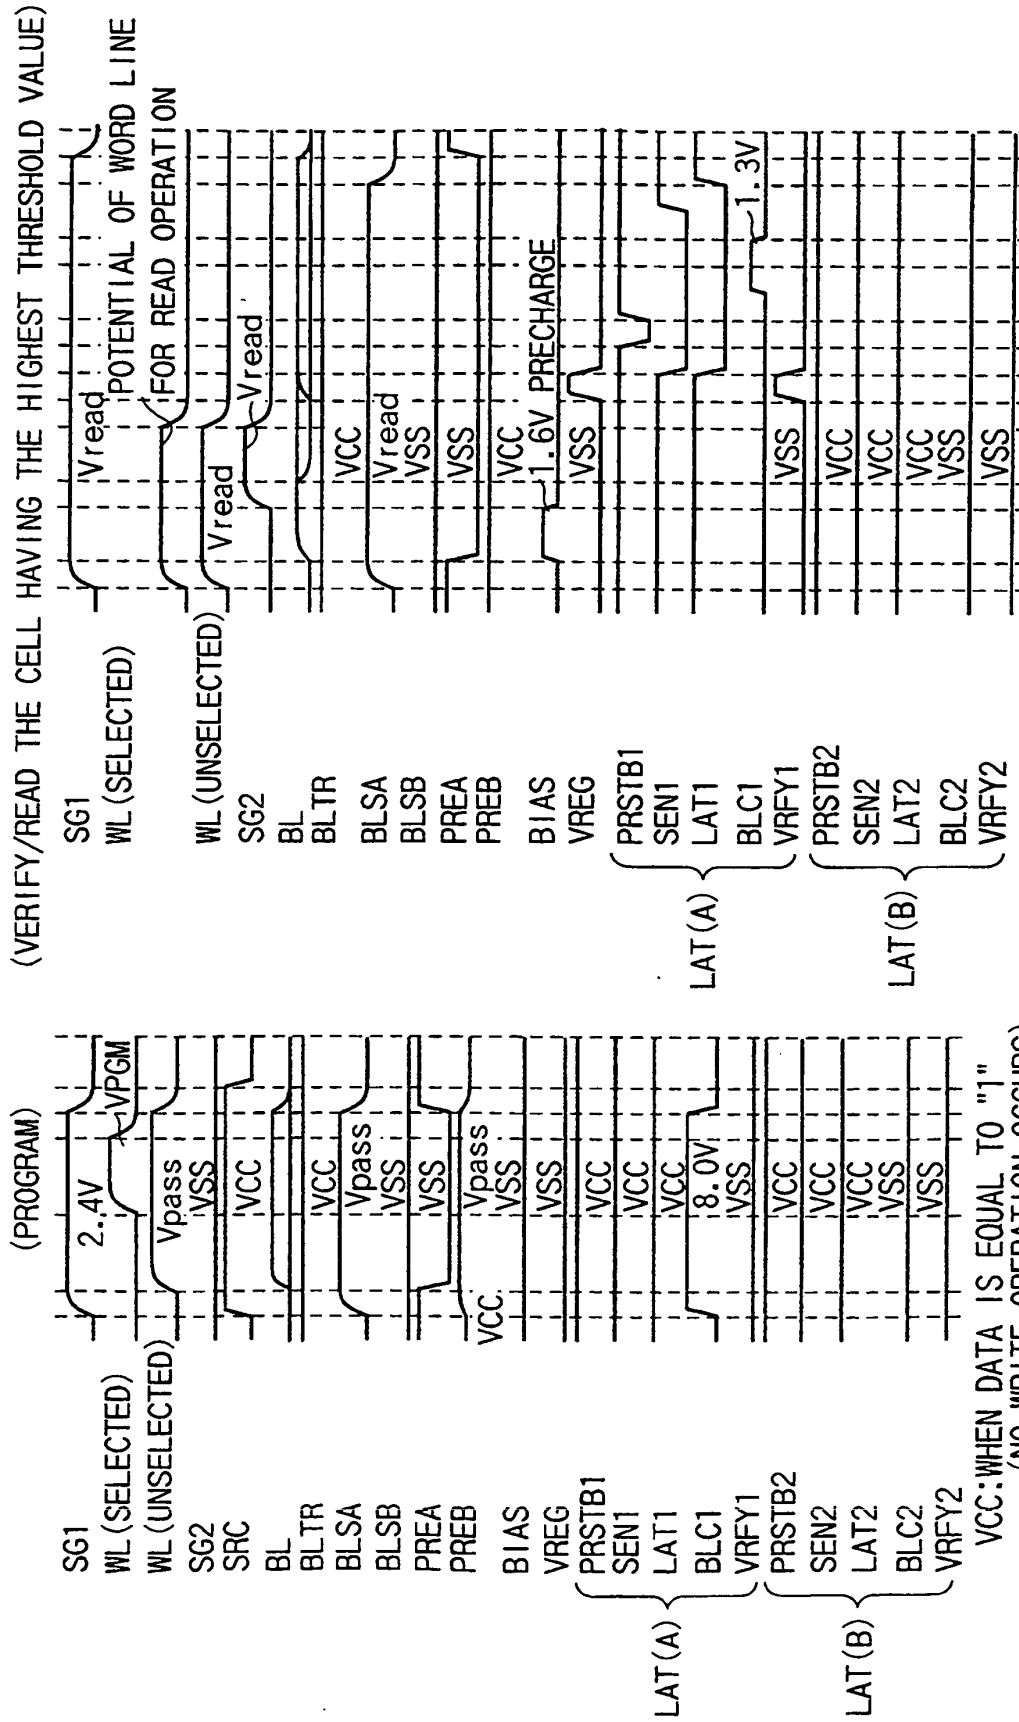 (PROGRAM)
SG1
2.4V
WL(SELECTED)
VPGM
WL(UNSELECTED)
Vpass
SG2
VSS
SRC
VCC
BL
BLTR
VCC
BLSA
Vpass
BLSB
VSS
PREA
VSS
PREB
VCC
Vpass
BIAS
VSS
VREG
VSS
LAT(A)
PRSTB1
VCC
SEN1
VCC
LAT1
VCC
BLC1
8.0V
VRFY1
VSS
LAT(B)
PRSTB2
VCC
SEN2
VCC
LAT2
VCC
BLC2
VSS
VRFY2
VSS
VCC:WHEN DATA IS EQUAL TO "1"
(NO WRITE OPERATION OCCURS)
(VERIFY/READ THE CELL HAVING THE HIGHEST THRESHOLD VALUE)
SG1
Vread
WL(SELECTED)
POTENTIAL OF WORD LINE
FOR READ OPERATION
WL(UNSELECTED)
Vread
SG2
Vread
BL
BLTR
VCC
BLSA
Vread
BLSB
VSS
PREA
VSS
PREB
VCC
BIAS
1.6V PRECHARGE
VREG
VSS
LAT(A)
PRSTB1
SEN1
LAT1
BLC1
1.3V
VRFY1
VSS
LAT(B)
PRSTB2
VCC
SEN2
VCC
LAT2
VCC
BLC2
VSS
VRFY2
VSS